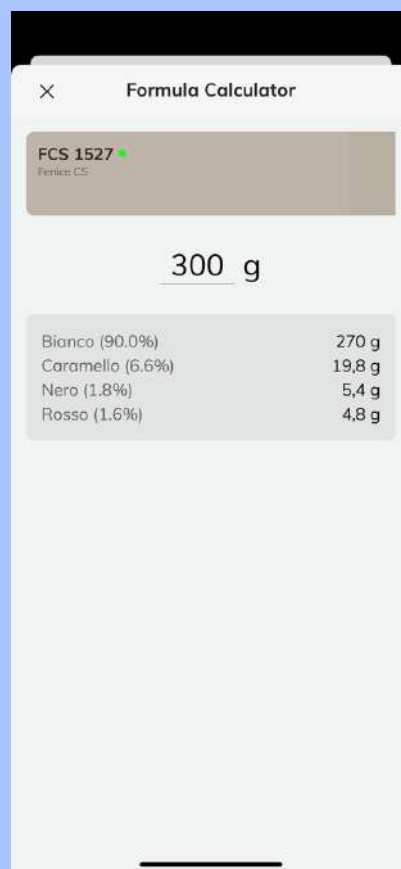 Formula Calculator
FCS 1527
Fenice CS
300 g
Bianco (90.0%) 270 g
Caramello (6.6%) 19,8 g
Nero (1.8%) 5,4 g
Rosso (1.6%) 4,8 g